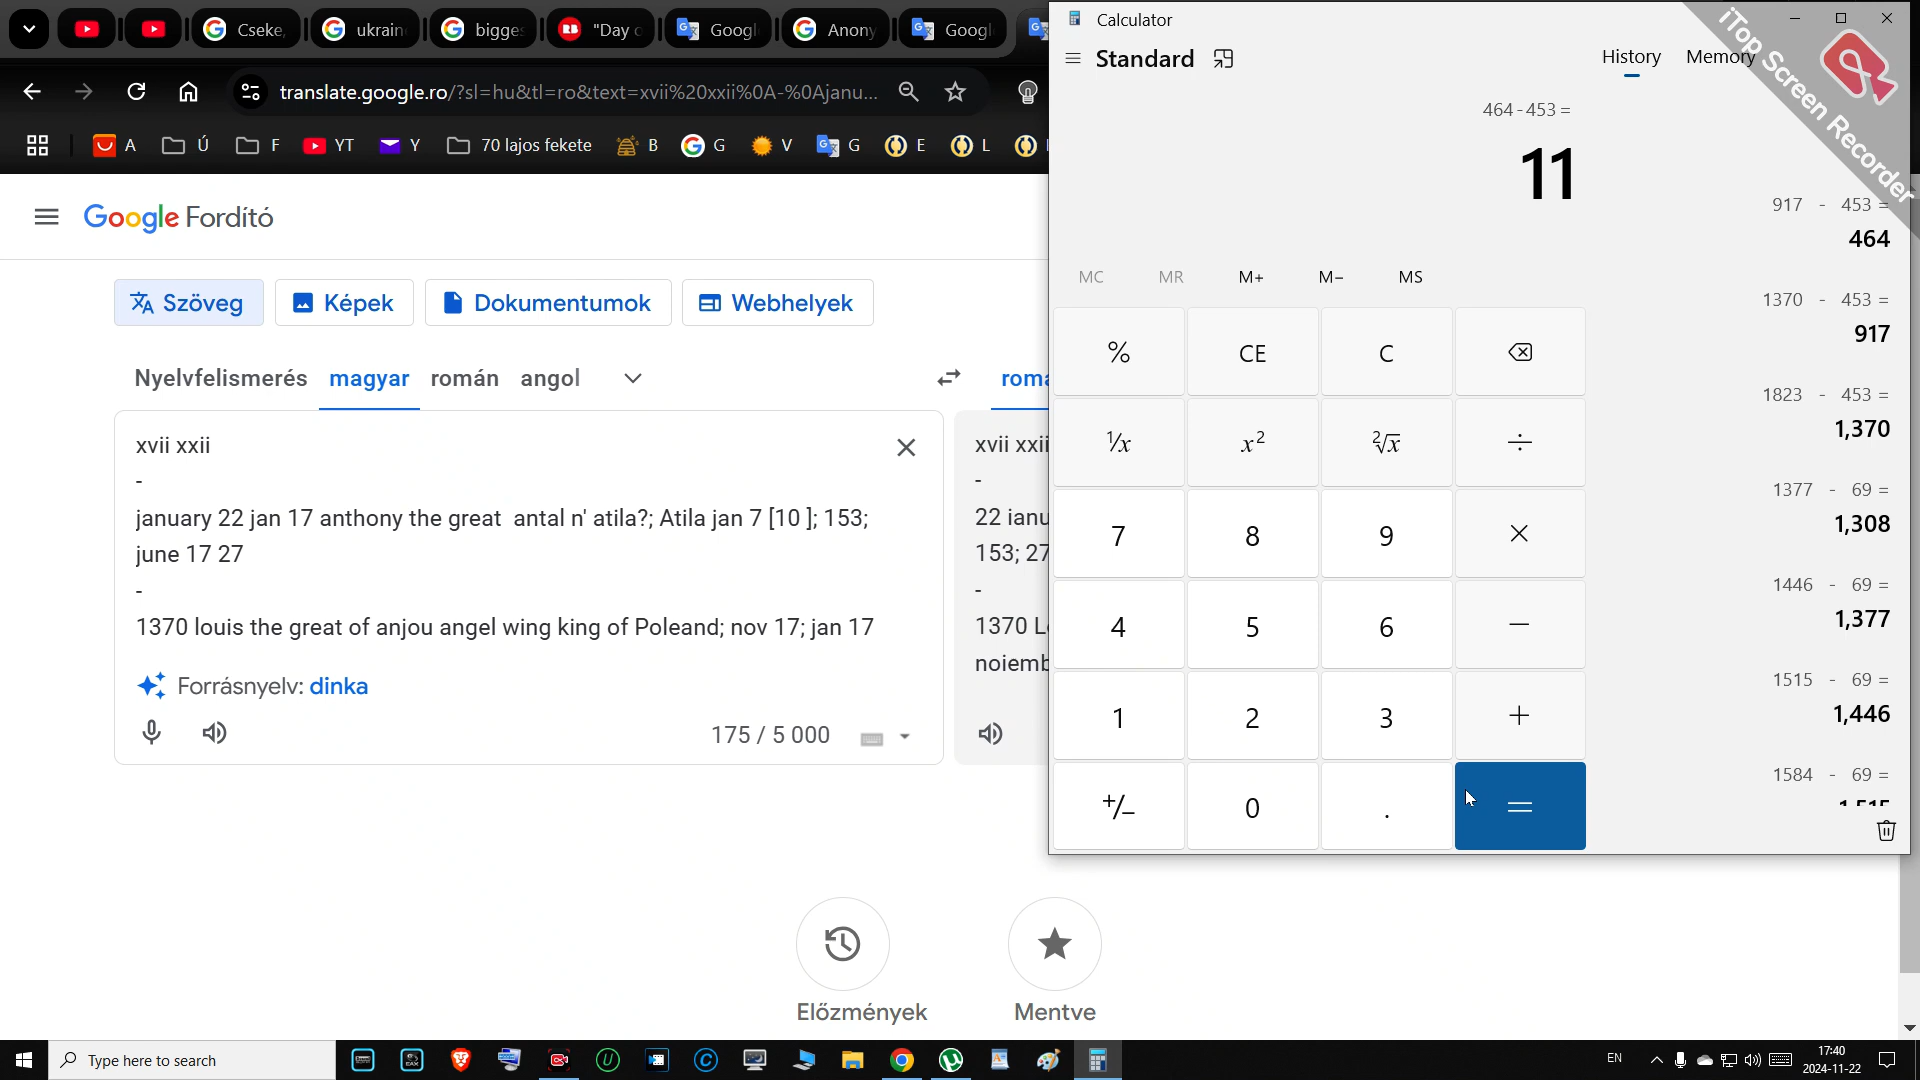 Cseke,
ukrain
bigge
"Day o
Googl
Anony
Googl
translate.google.ro/?sl=hu&tl=ro&text=xvii%20xxii%0A-%0Ajanu...
A
Ú
F
YT
Y
70 lajos fekete
B
G
V
G
E
L
Google Fordító
Szöveg
Képek
Dokumentumok
Webhelyek
Nyelvfelismerés magyar román angol
romá
xvii xxii
-
january 22 jan 17 anthony the great antal n' atila?; Atila jan 7 [10 ]; 153;
june 17 27
-
1370 louis the great of anjou angel wing king of Poleand; nov 17; jan 17
Forrásnyelv: dinka
175 / 5 000
xvii xxii
-
22 ianu
153; 27
-
1370 L
noiemb
Előzmények
Mentve
Calculator
Standard
History Memory
464 - 453 =
11
MC MR M+ M- MS
% CE C
¹/x x² ²√x ÷
7 8 9 ×
4 5 6 −
1 2 3 +
+/− 0 . =
917 - 453 =
464
1370 - 453 =
917
1823 - 453 =
1,370
1377 - 69 =
1,308
1446 - 69 =
1,377
1515 - 69 =
1,446
1584 - 69 =
1,515
iTop Screen Recorder
Type here to search
EN
17:40
2024-11-22